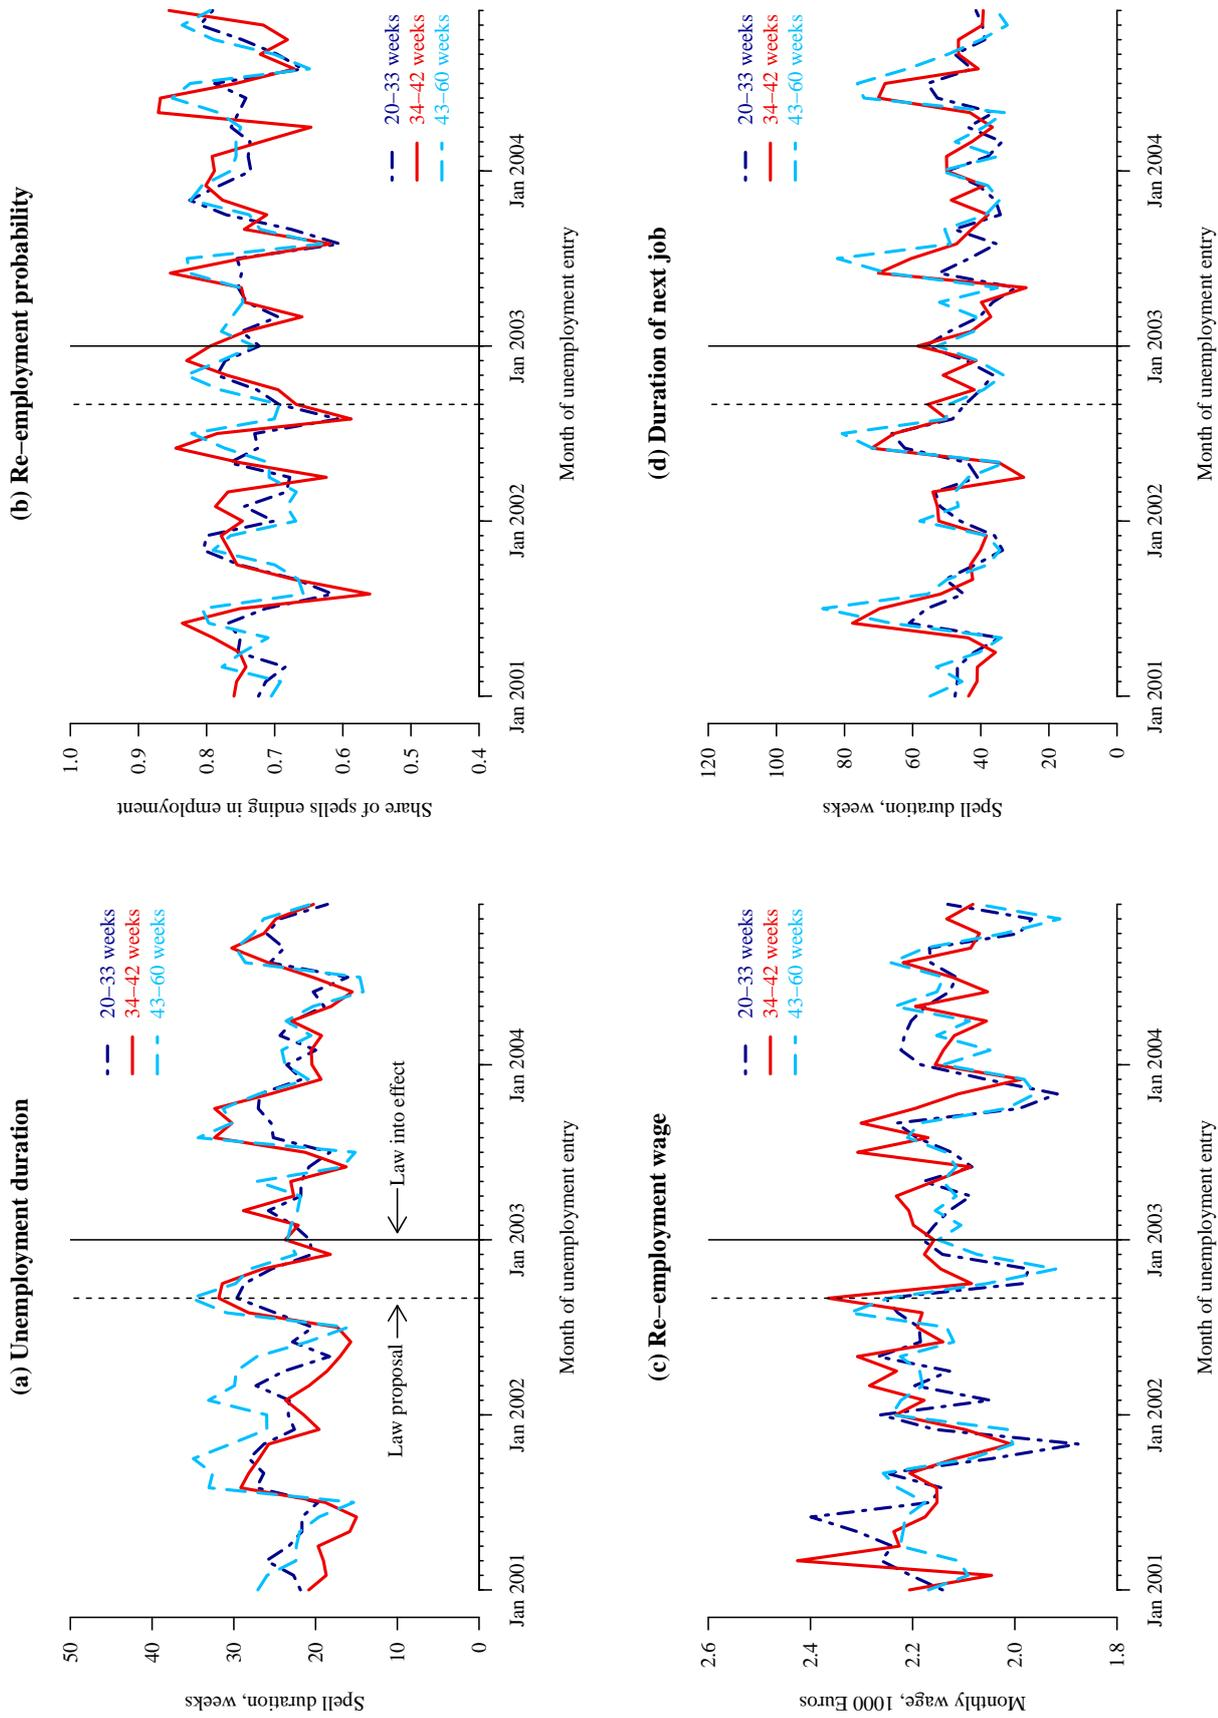 (a) Unemployment duration
Spell duration, weeks
50
40
30
20
10
0
20–33 weeks
34–42 weeks
43–60 weeks
Law proposal
Law into effect
Jan 2001
Jan 2002
Jan 2003
Jan 2004
Month of unemployment entry
(b) Re–employment probability
Share of spells ending in employment
1.0
0.9
0.8
0.7
0.6
0.5
0.4
20–33 weeks
34–42 weeks
43–60 weeks
Jan 2001
Jan 2002
Jan 2003
Jan 2004
Month of unemployment entry
(c) Re–employment wage
Monthly wage, 1000 Euros
2.6
2.4
2.2
2.0
1.8
20–33 weeks
34–42 weeks
43–60 weeks
Jan 2001
Jan 2002
Jan 2003
Jan 2004
Month of unemployment entry
(d) Duration of next job
Spell duration, weeks
120
100
80
60
40
20
0
20–33 weeks
34–42 weeks
43–60 weeks
Jan 2001
Jan 2002
Jan 2003
Jan 2004
Month of unemployment entry